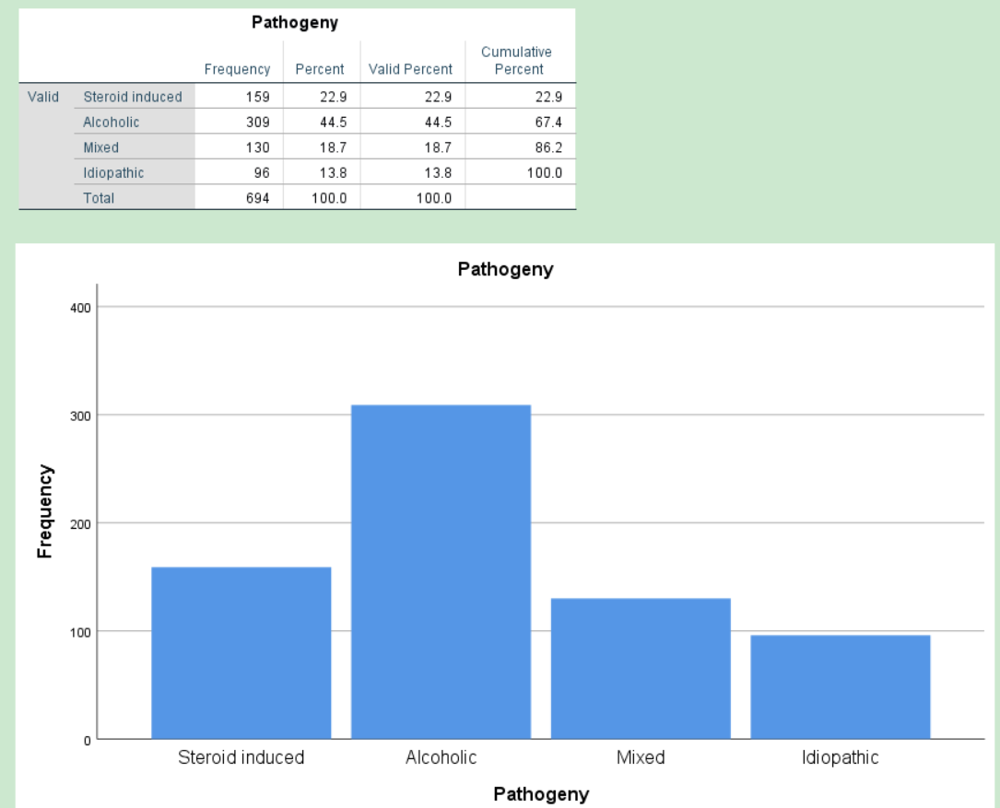 Pathogeny
Frequency Percent Valid Percent Cumulative Percent
Valid Steroid induced 159 22.9 22.9 22.9
Alcoholic 309 44.5 44.5 67.4
Mixed 130 18.7 18.7 86.2
Idiopathic 96 13.8 13.8 100.0
Total 694 100.0 100.0
Pathogeny
400
300
200
100
0
Frequency
Steroid induced Alcoholic Mixed Idiopathic
Pathogeny